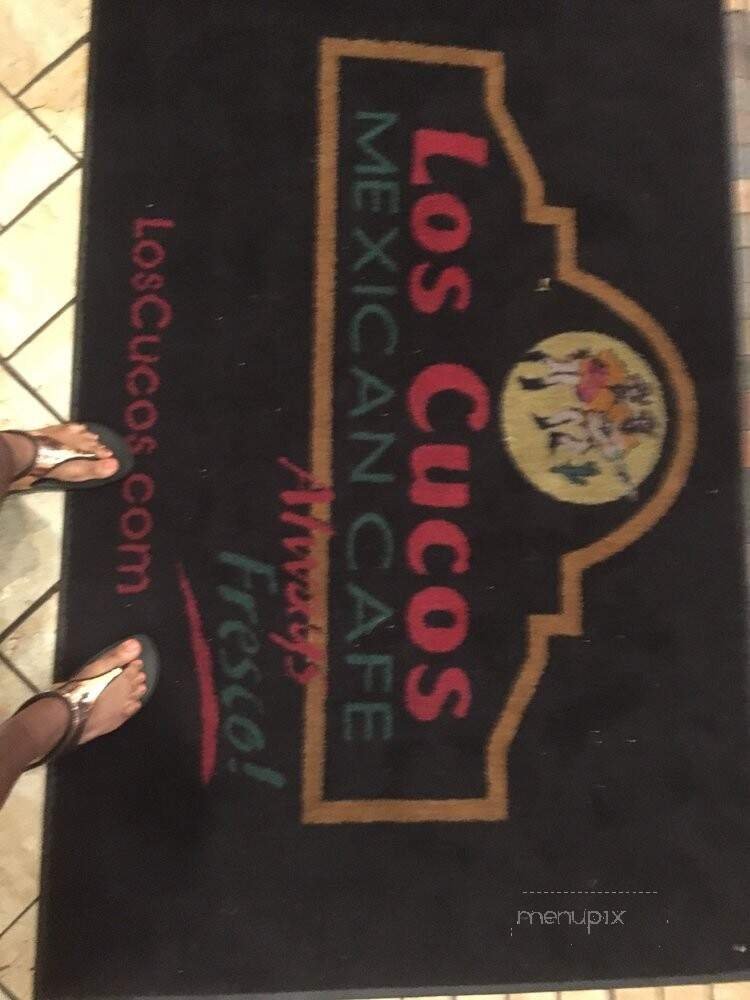 Los Cucos
MEXICAN CAFE
Always
Fresco!
LosCucos.com
menupix